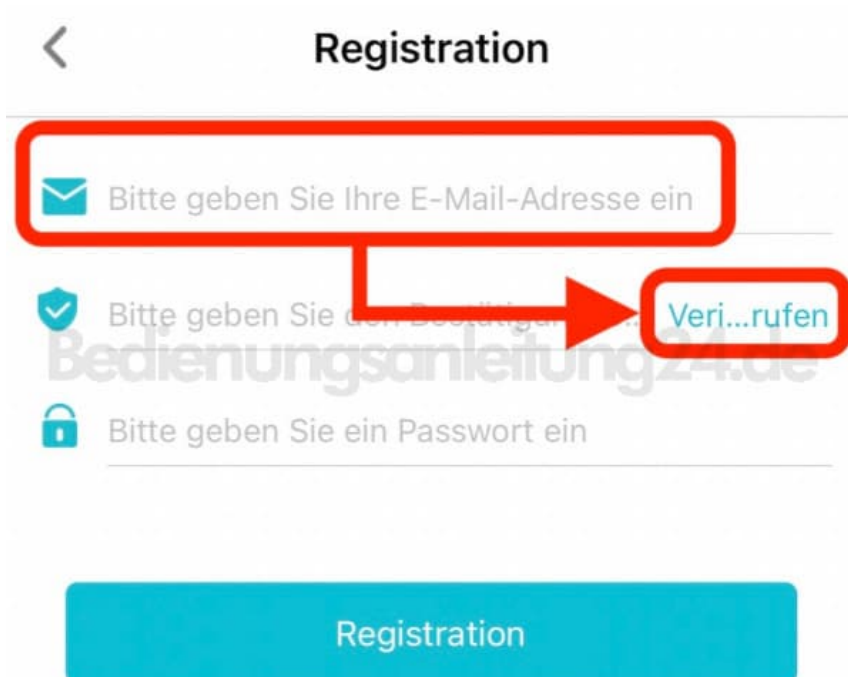 Registration
Bitte geben Sie Ihre E-Mail-Adresse ein
Bitte geben Sie den Veri...rufen
Bedienungsanleitung24.de
Bitte geben Sie ein Passwort ein
Registration